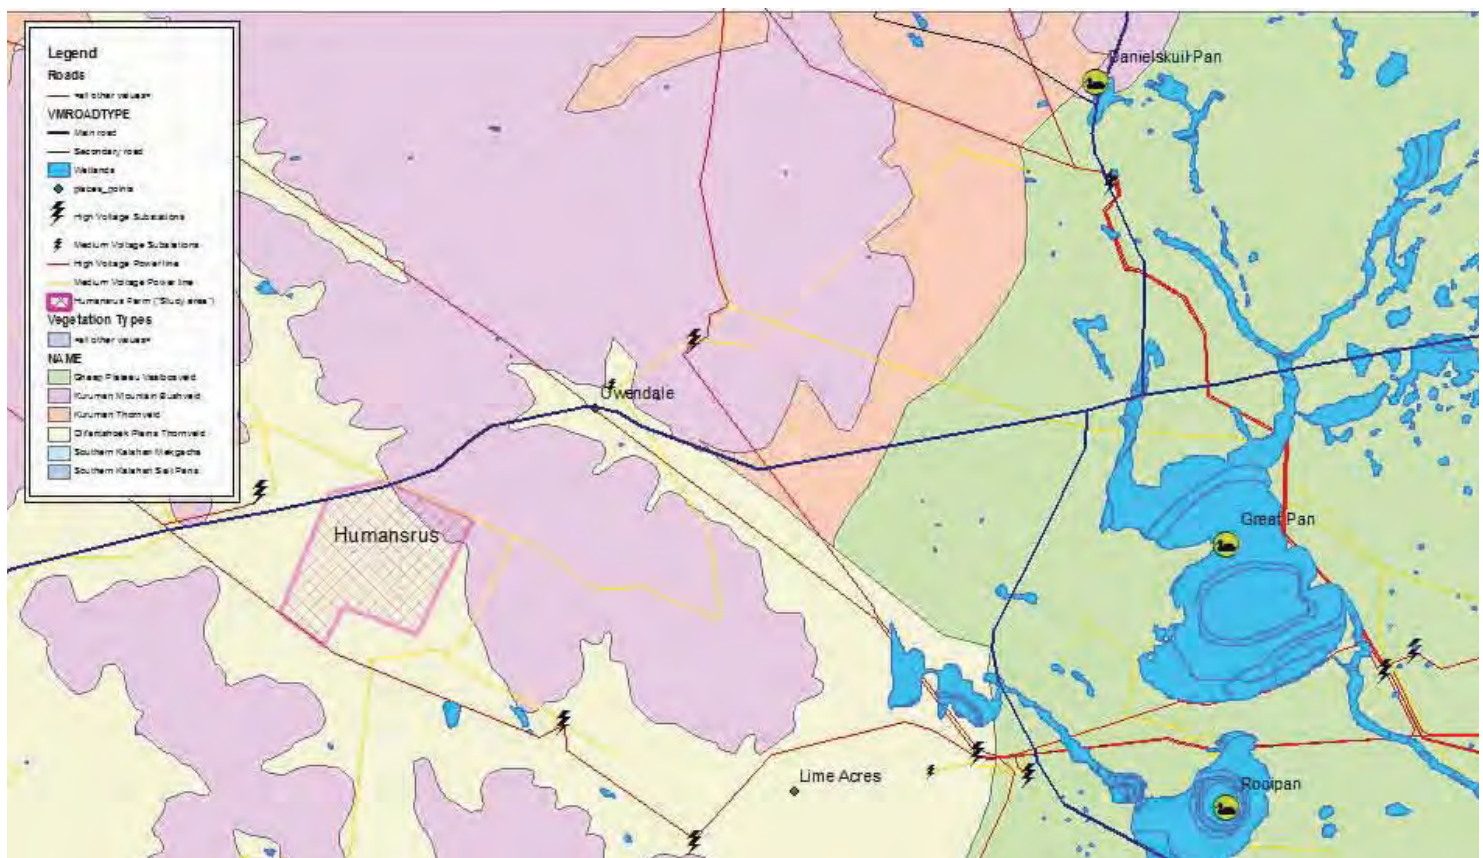 Legend
Roads
<all other values>
VMROADTYPE
Main road
Secondary road
Wetlands
places_points
High Voltage Substations
Medium Voltage Substations
High Voltage Power line
Medium Voltage Power line
Humansrus Farm ("Study area")
Vegetation Types
<all other values>
NAME
Ghaap Plateau Vaalbosveld
Kuruman Mountain Bushveld
Kuruman Thornveld
Olifantshoek Plains Thornveld
Southern Kalahari Mekgacha
Southern Kalahari Salt Pans
Danielskuil Pan
Owendale
Humansrus
Great Pan
Lime Acres
Rooipan